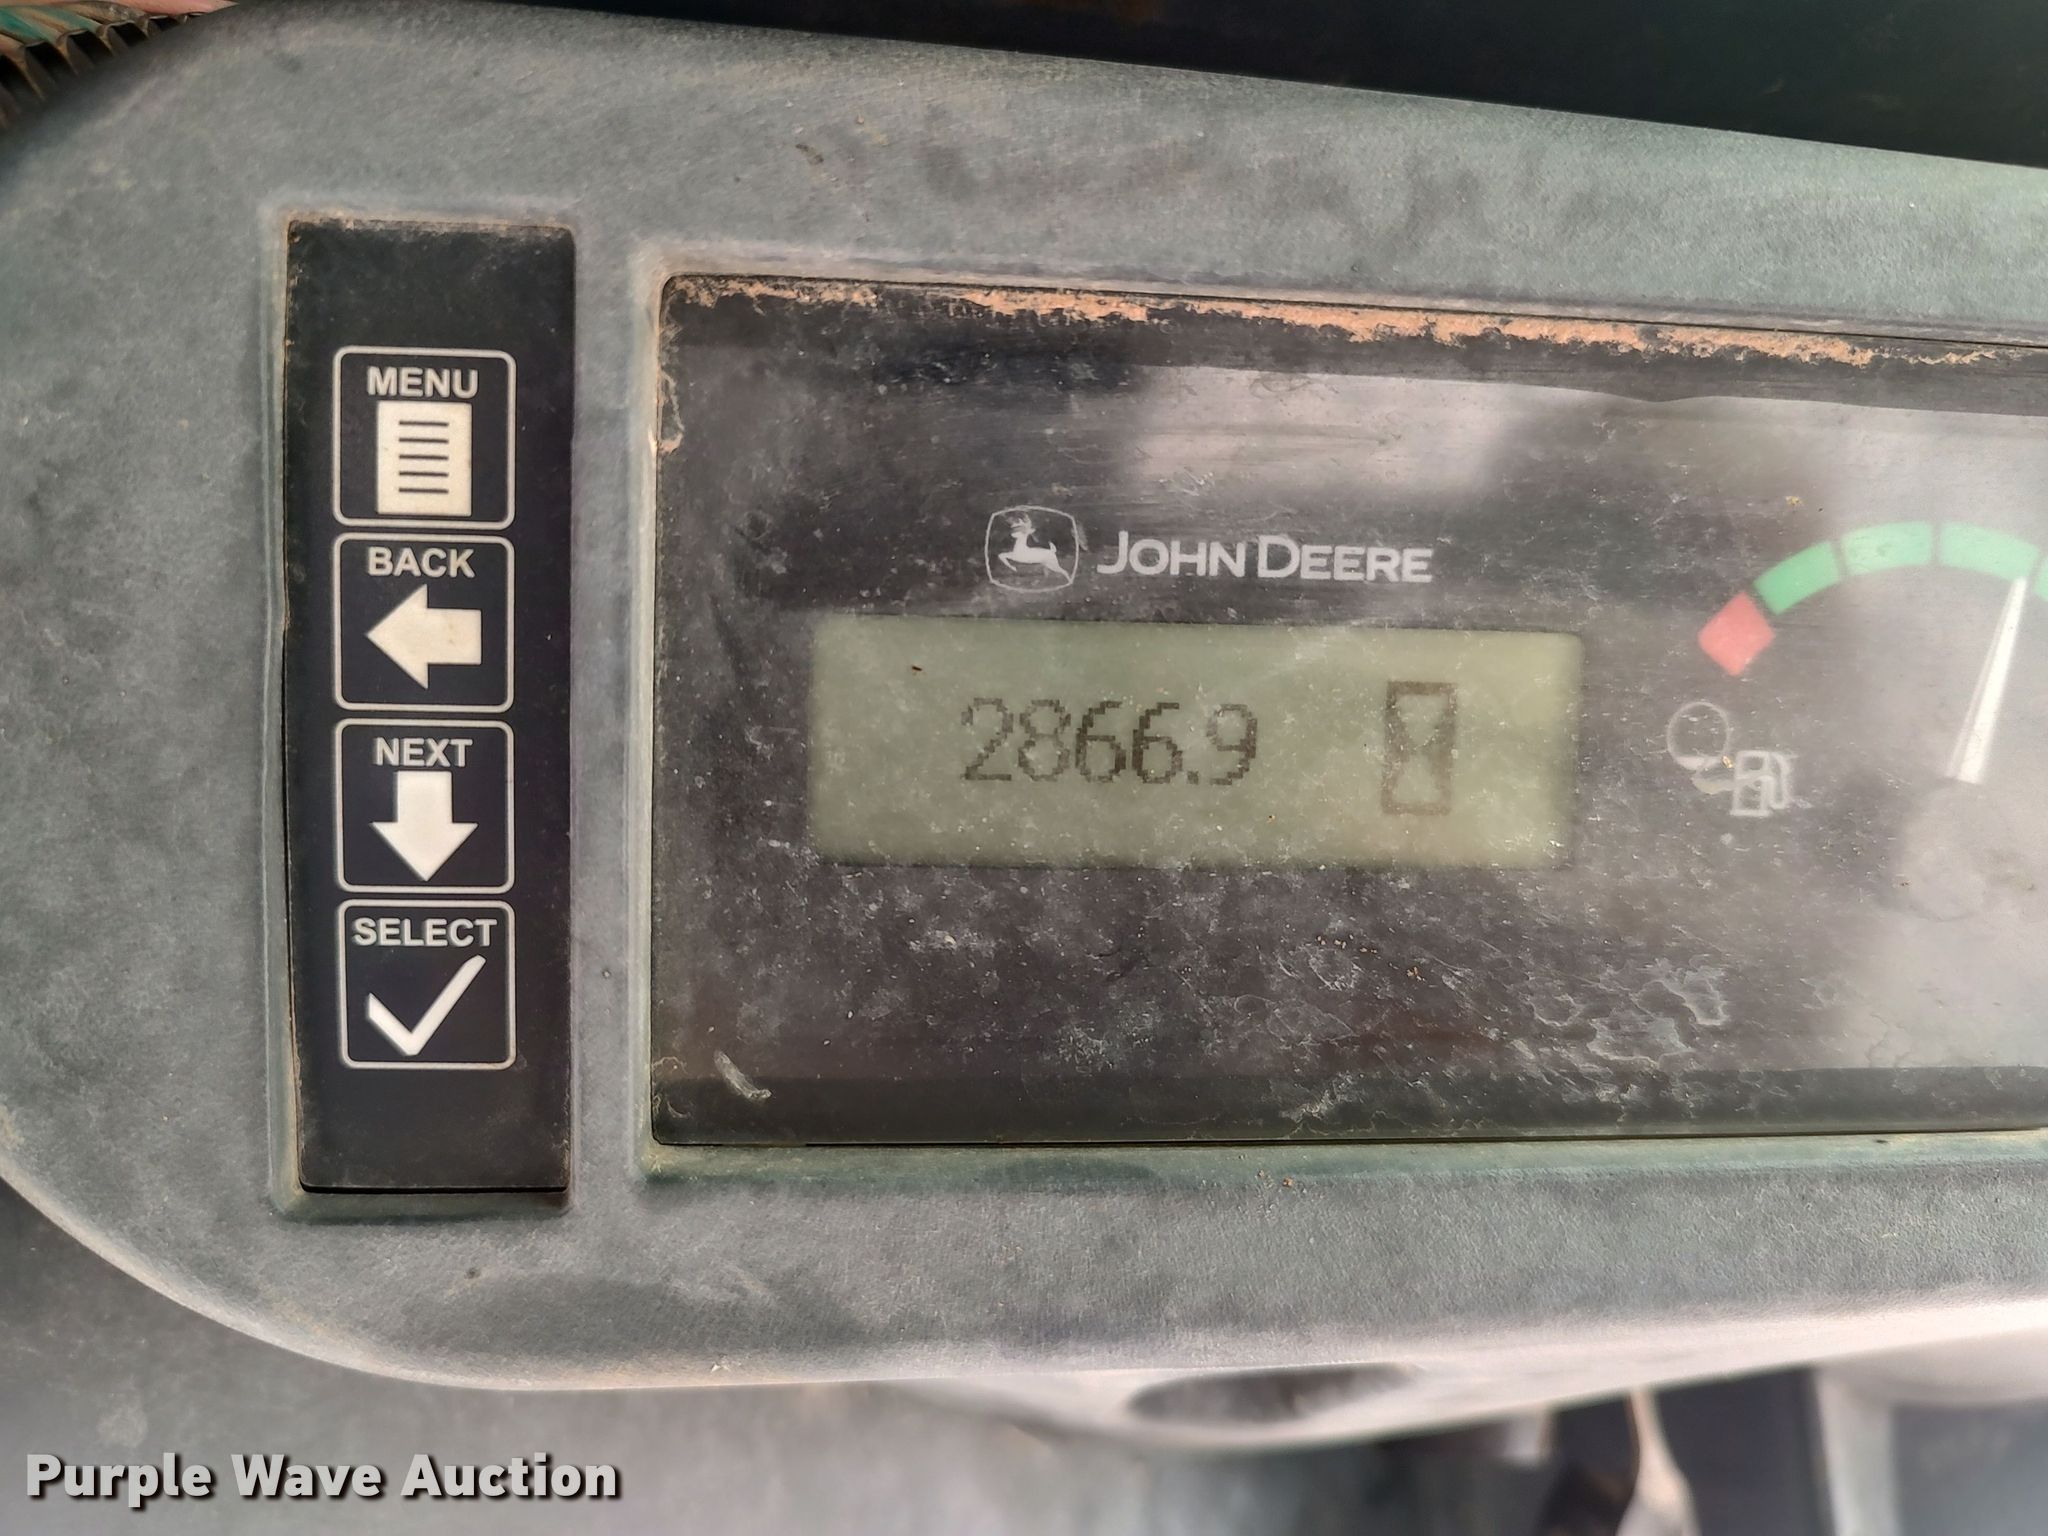 MENU
BACK
NEXT
SELECT
JOHN DEERE
2866.9
Purple Wave Auction